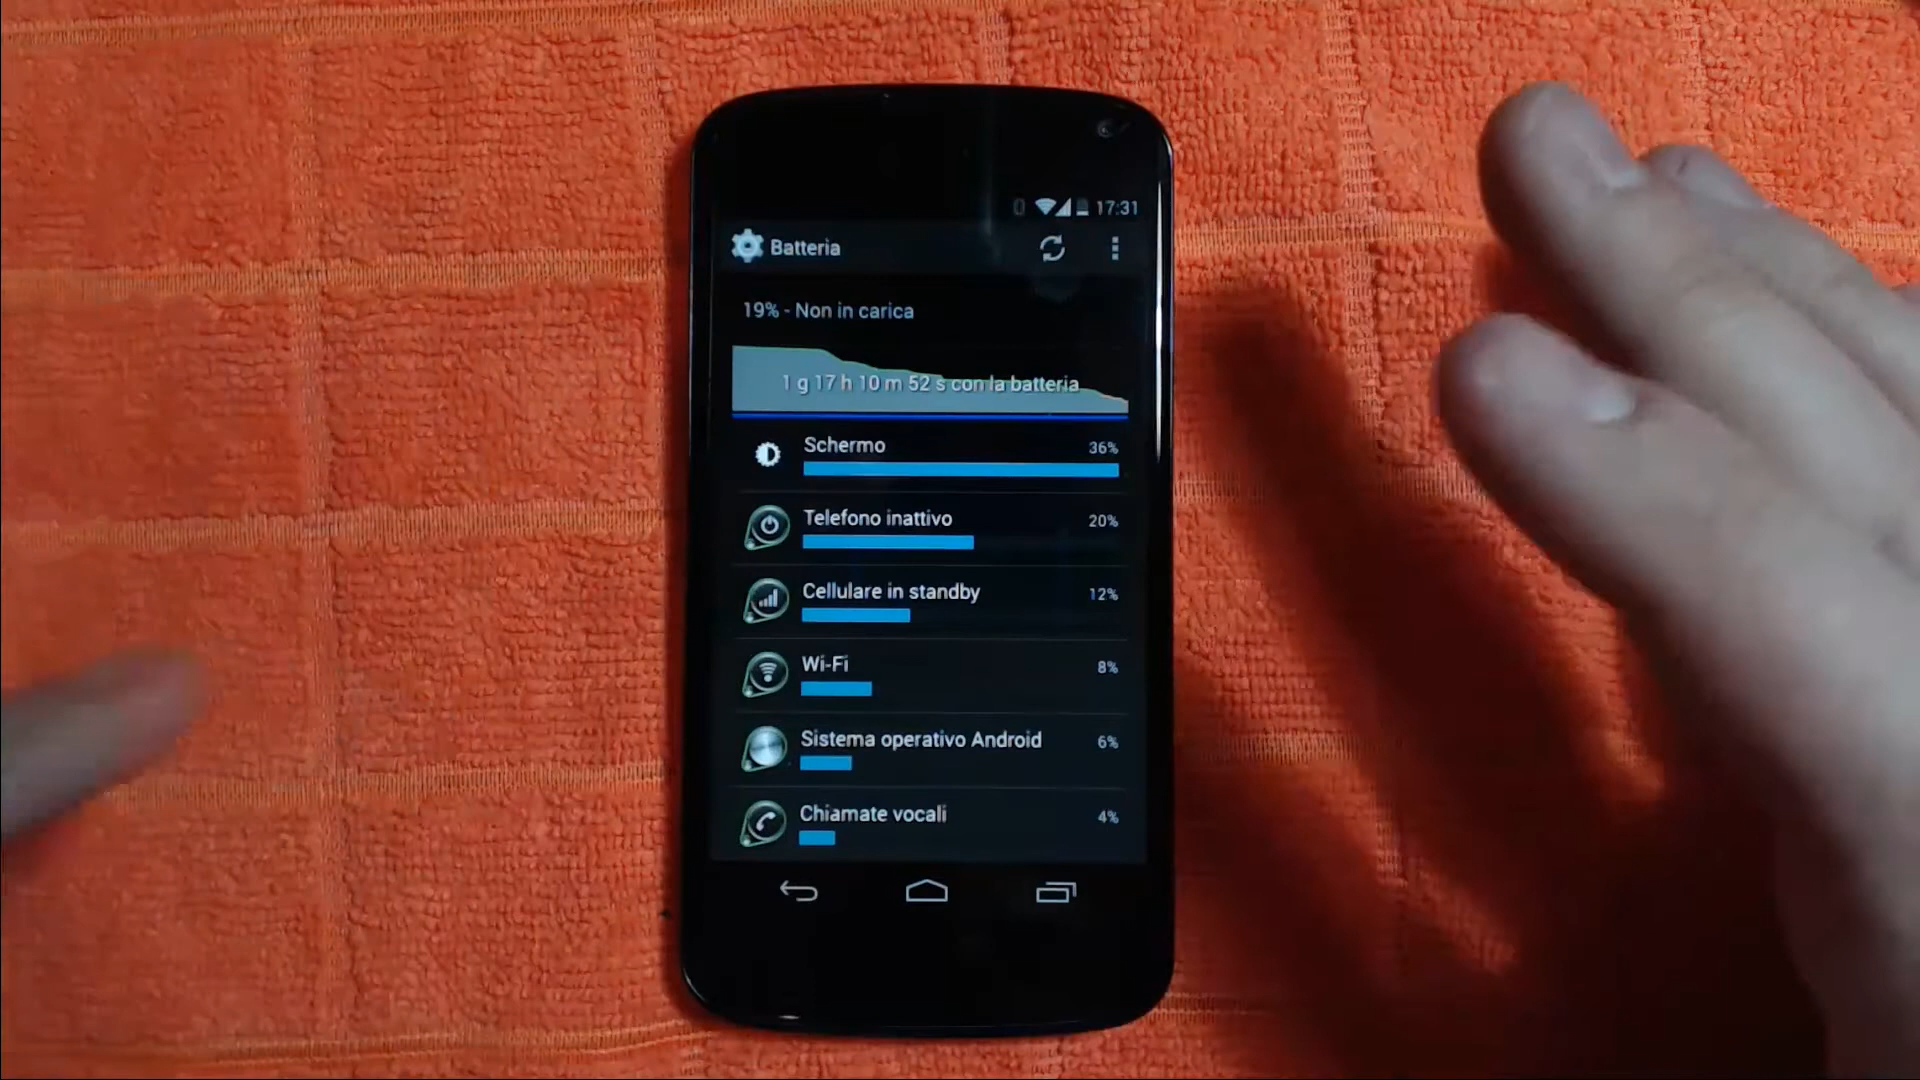 17:31
Batteria
19% - Non in carica
1 g 17 h 10 m 52 s con la batteria
Schermo 36%
Telefono inattivo 20%
Cellulare in standby 12%
Wi-Fi 8%
Sistema operativo Android 6%
Chiamate vocali 4%